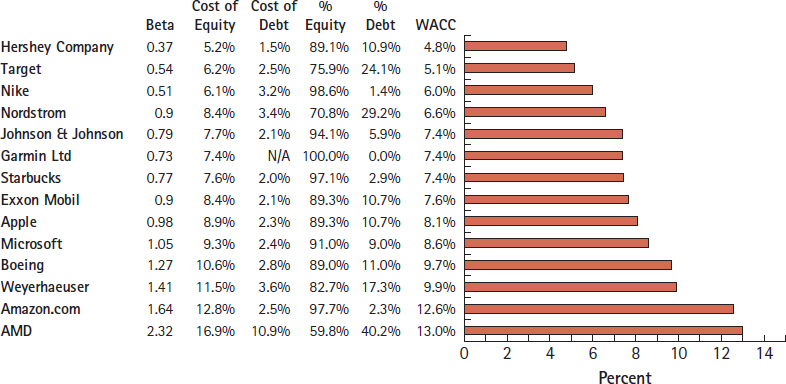 Cost of Cost of % %
Beta Equity Debt Equity Debt WACC
Hershey Company 0.37 5.2% 1.5% 89.1% 10.9% 4.8%
Target 0.54 6.2% 2.5% 75.9% 24.1% 5.1%
Nike 0.51 6.1% 3.2% 98.6% 1.4% 6.0%
Nordstrom 0.9 8.4% 3.4% 70.8% 29.2% 6.6%
Johnson & Johnson 0.79 7.7% 2.1% 94.1% 5.9% 7.4%
Garmin Ltd 0.73 7.4% N/A 100.0% 0.0% 7.4%
Starbucks 0.77 7.6% 2.0% 97.1% 2.9% 7.4%
Exxon Mobil 0.9 8.4% 2.1% 89.3% 10.7% 7.6%
Apple 0.98 8.9% 2.3% 89.3% 10.7% 8.1%
Microsoft 1.05 9.3% 2.4% 91.0% 9.0% 8.6%
Boeing 1.27 10.6% 2.8% 89.0% 11.0% 9.7%
Weyerhaeuser 1.41 11.5% 3.6% 82.7% 17.3% 9.9%
Amazon.com 1.64 12.8% 2.5% 97.7% 2.3% 12.6%
AMD 2.32 16.9% 10.9% 59.8% 40.2% 13.0%
0 2 4 6 8 10 12 14
Percent